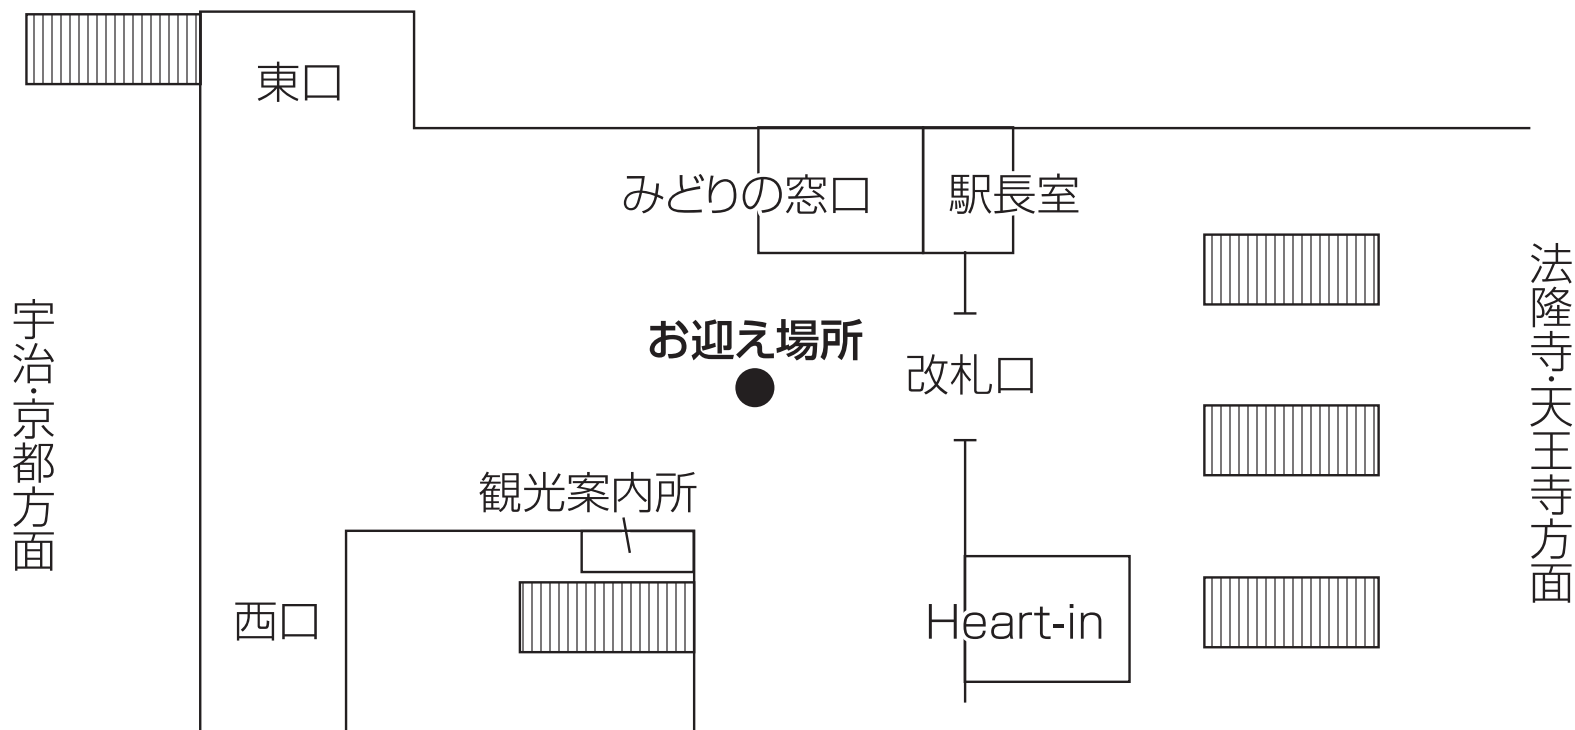 東口
みどりの窓口
駅長室
宇治・京都方面
お迎え場所
改札口
法隆寺・天王寺方面
観光案内所
西口
Heart-in